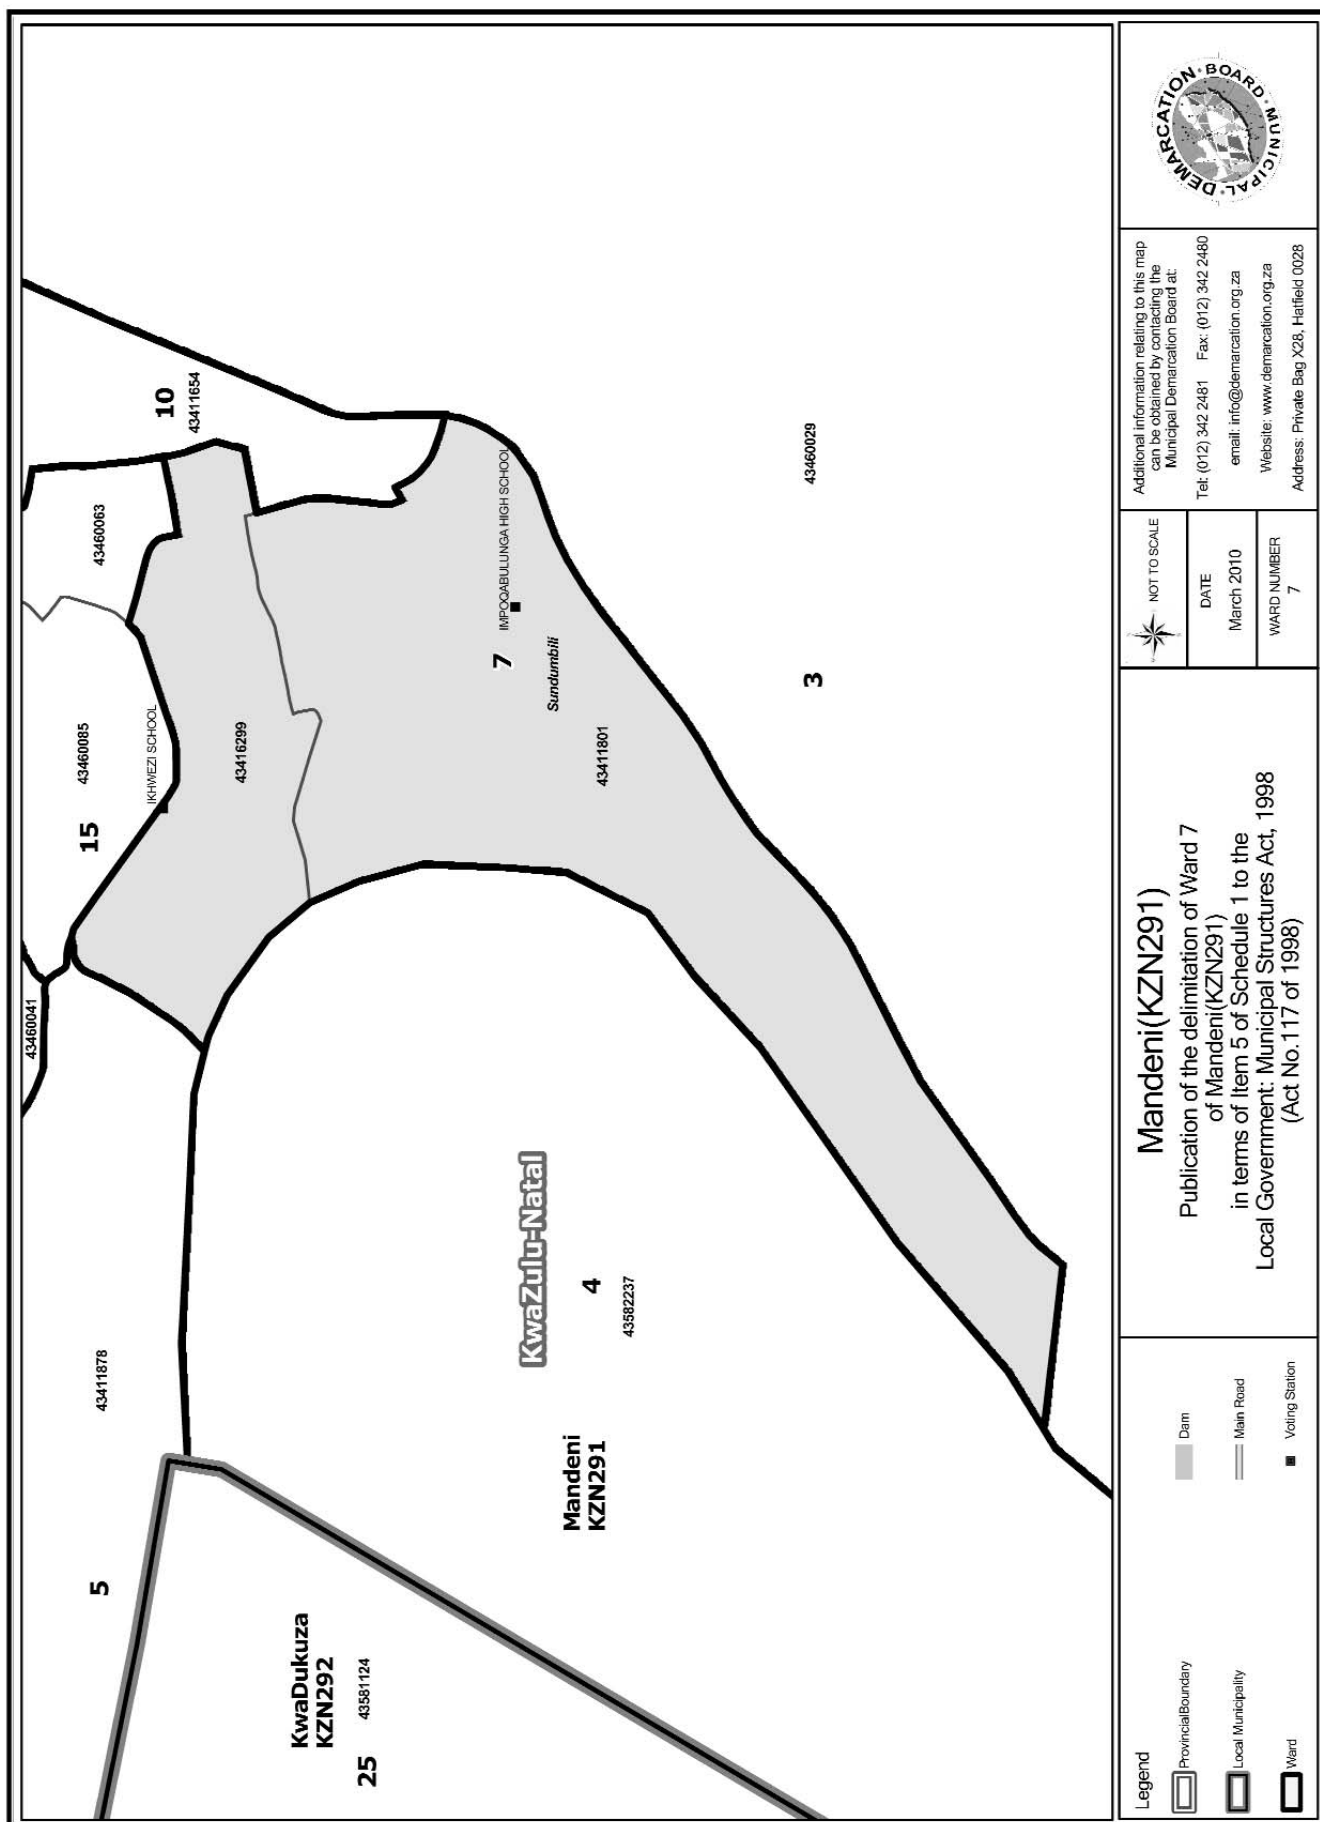 43460041
43460085
43460063
10
43411654
15
IKHWEZI SCHOOL
43416299
5
43411878
KwaDukuza
KZN292
43581124
25
IMPOQABULUNGA HIGH SCHOOL
7
Sundumbili
43411801
KwaZulu-Natal
4
43582237
Mandeni
KZN291
43460029
3
Legend
ProvincialBoundary
Local Municipality
Ward
Dam
Main Road
Voting Station
Mandeni(KZN291)
Publication of the delimitation of Ward 7
of Mandeni(KZN291)
in terms of Item 5 of Schedule 1 to the
Local Government: Municipal Structures Act, 1998
(Act No.117 of 1998)
NOT TO SCALE
DATE
March 2010
WARD NUMBER
7
Additional information relating to this map
can be obtained by contacting the
Municipal Demarcation Board at:
Tel: (012) 342 2481 Fax: (012) 342 2480
email: info@demarcation.org.za
Website: www.demarcation.org.za
Address: Private Bag X28, Hatfield 0028
MUNICIPAL·DEMARCATION·BOARD·